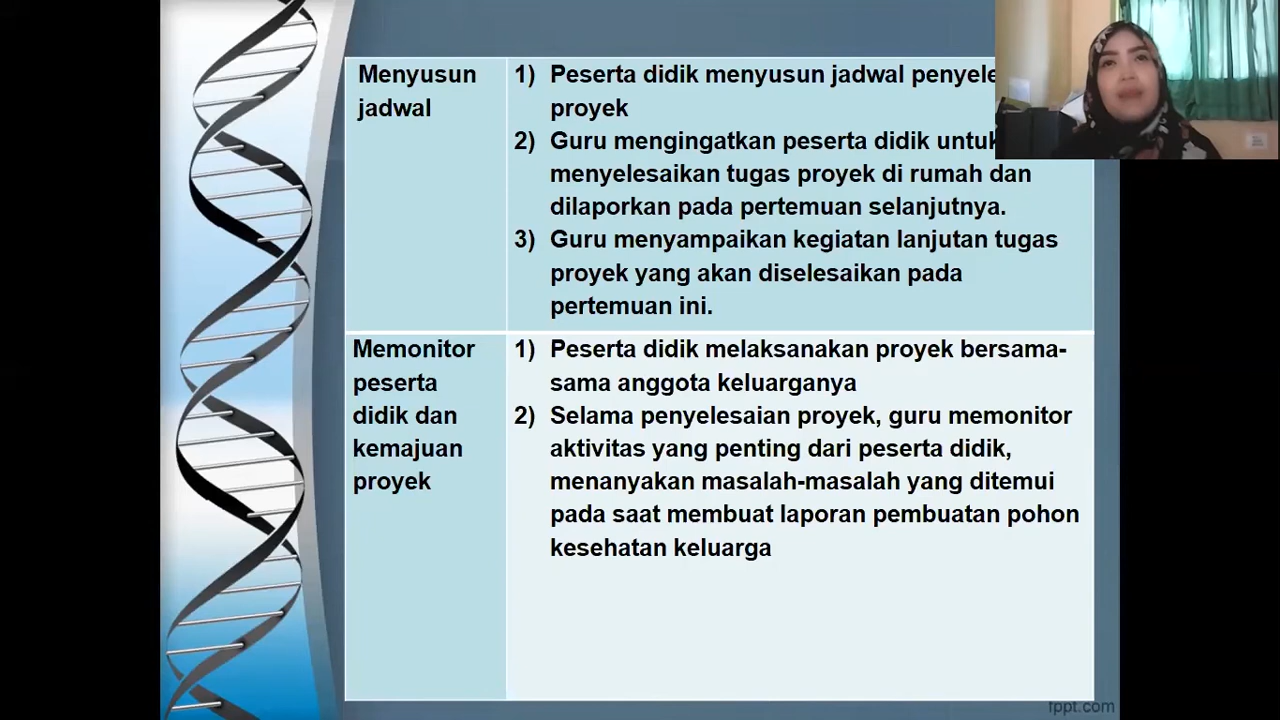 Menyusun
jadwal
1) Peserta didik menyusun jadwal
proyek
2) Guru mengingatkan peserta didik untuk
menyelesaikan tugas proyek di rumah dan
dilaporkan pada pertemuan selanjutnya.
3) Guru menyampaikan kegiatan lanjutan tugas
proyek yang akan diselesaikan pada
pertemuan ini.
Memonitor
peserta
didik dan
kemajuan
proyek
1) Peserta didik melaksanakan proyek bersama-
sama anggota keluarganya
2) Selama penyelesaian proyek, guru memonitor
aktivitas yang penting dari peserta didik,
menanyakan masalah-masalah yang ditemui
pada saat membuat laporan pembuatan pohon
kesehatan keluarga
fppt.com